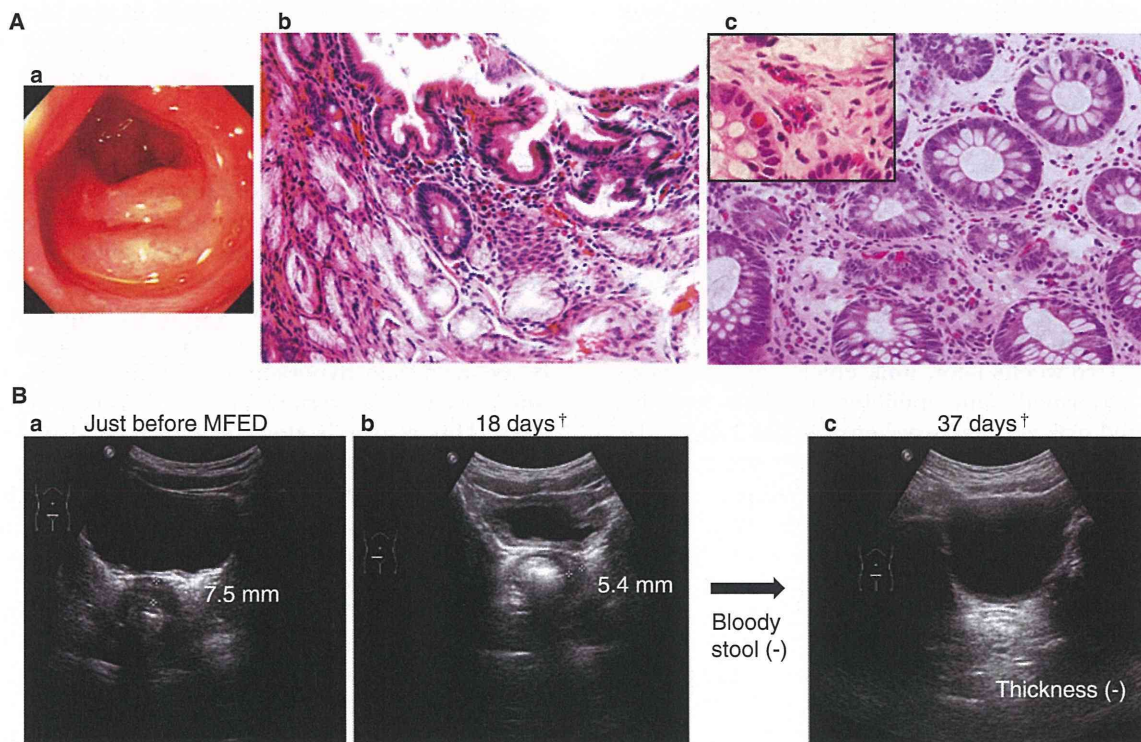 A
a
b
c
B
a Just before MFED
b 18 days†
c 37 days†
7.5 mm
5.4 mm
Bloody
stool (-)
Thickness (-)